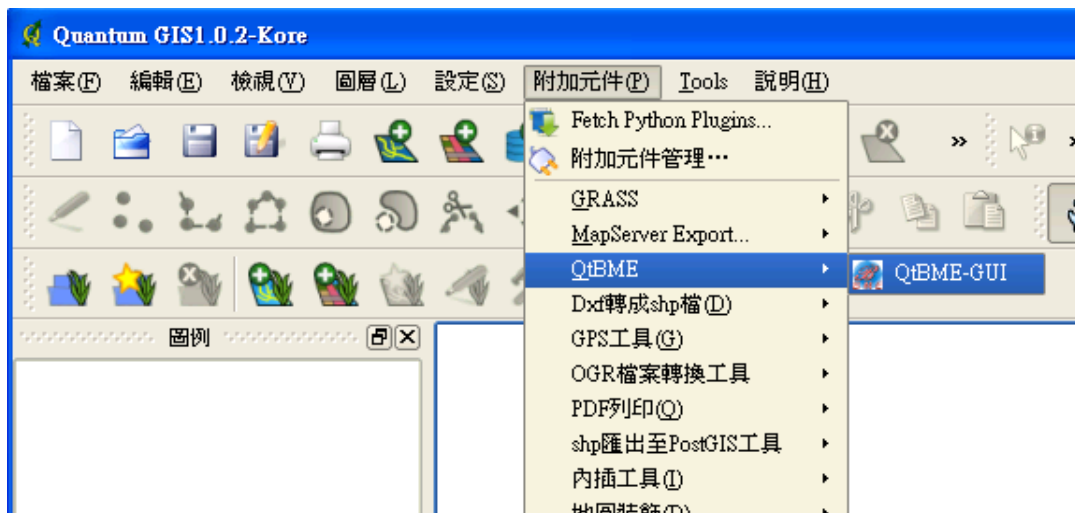 Quantum GIS1.0.2-Kore
檔案(F) 編輯(E) 檢視(V) 圖層(L) 設定(S) 附加元件(P) Tools 說明(H)
Fetch Python Plugins...
附加元件管理…
GRASS
MapServer Export...
QtBME
QtBME-GUI
Dxf轉成shp檔(D)
圖例
GPS工具(G)
OGR檔案轉換工具
PDF列印(Q)
shp匯出至PostGIS工具
內插工具(I)
地圖裝飾(D)